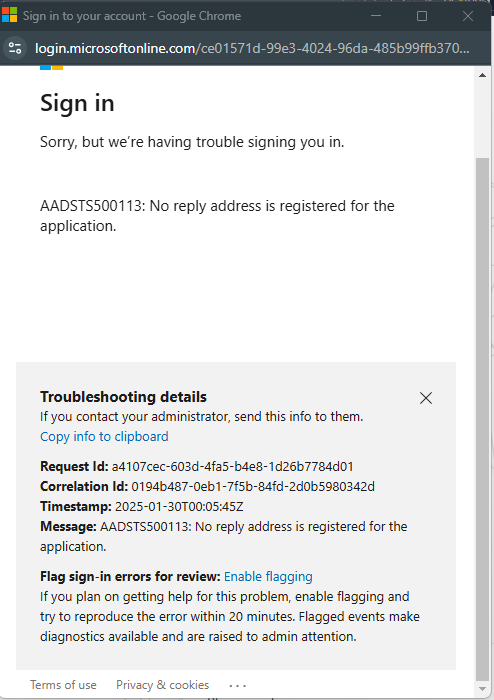 Sign in to your account - Google Chrome
login.microsoftonline.com/ce01571d-99e3-4024-96da-485b99ffb370...
Sign in
Sorry, but we're having trouble signing you in.
AADSTS500113: No reply address is registered for the
application.
Troubleshooting details
If you contact your administrator, send this info to them.
Copy info to clipboard
Request Id: a4107cec-603d-4fa5-b4e8-1d26b7784d01
Correlation Id: 0194b487-0eb1-7f5b-84fd-2d0b5980342d
Timestamp: 2025-01-30T00:05:45Z
Message: AADSTS500113: No reply address is registered for the
application.
Flag sign-in errors for review: Enable flagging
If you plan on getting help for this problem, enable flagging and
try to reproduce the error within 20 minutes. Flagged events make
diagnostics available and are raised to admin attention.
Terms of use Privacy & cookies ...